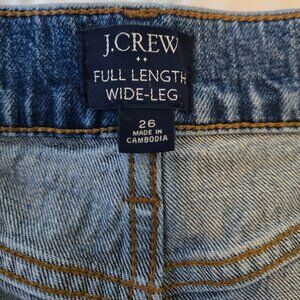 J.CREW
FULL LENGTH
WIDE-LEG
26
MADE IN
CAMBODIA